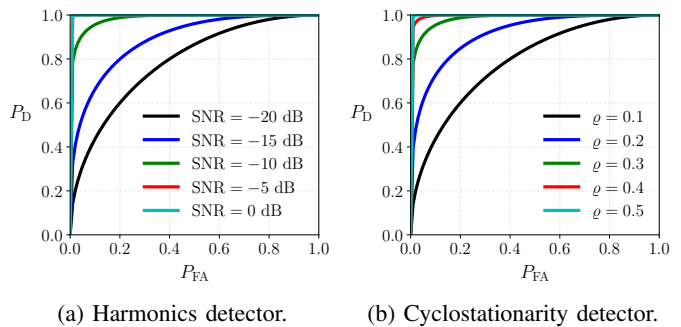 1.0
0.8
P_D
0.6
0.4
0.2
0.0
SNR = −20 dB
SNR = −15 dB
SNR = −10 dB
SNR = −5 dB
SNR = 0 dB
0.0 0.2 0.4 0.6 0.8 1.0
P_FA
(a) Harmonics detector.
1.0
0.8
P_D
0.6
0.4
0.2
0.0
ϱ = 0.1
ϱ = 0.2
ϱ = 0.3
ϱ = 0.4
ϱ = 0.5
0.0 0.2 0.4 0.6 0.8 1.0
P_FA
(b) Cyclostationarity detector.